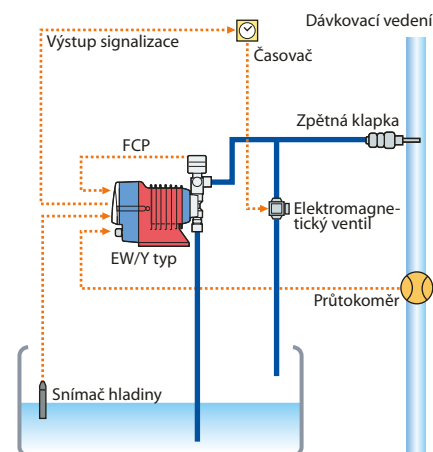 Dávkovací vedení
Výstup signalizace
Časovač
Zpětná klapka
FCP
Elektromagne-
tický ventil
EW/Y typ
Průtokoměr
Snímač hladiny